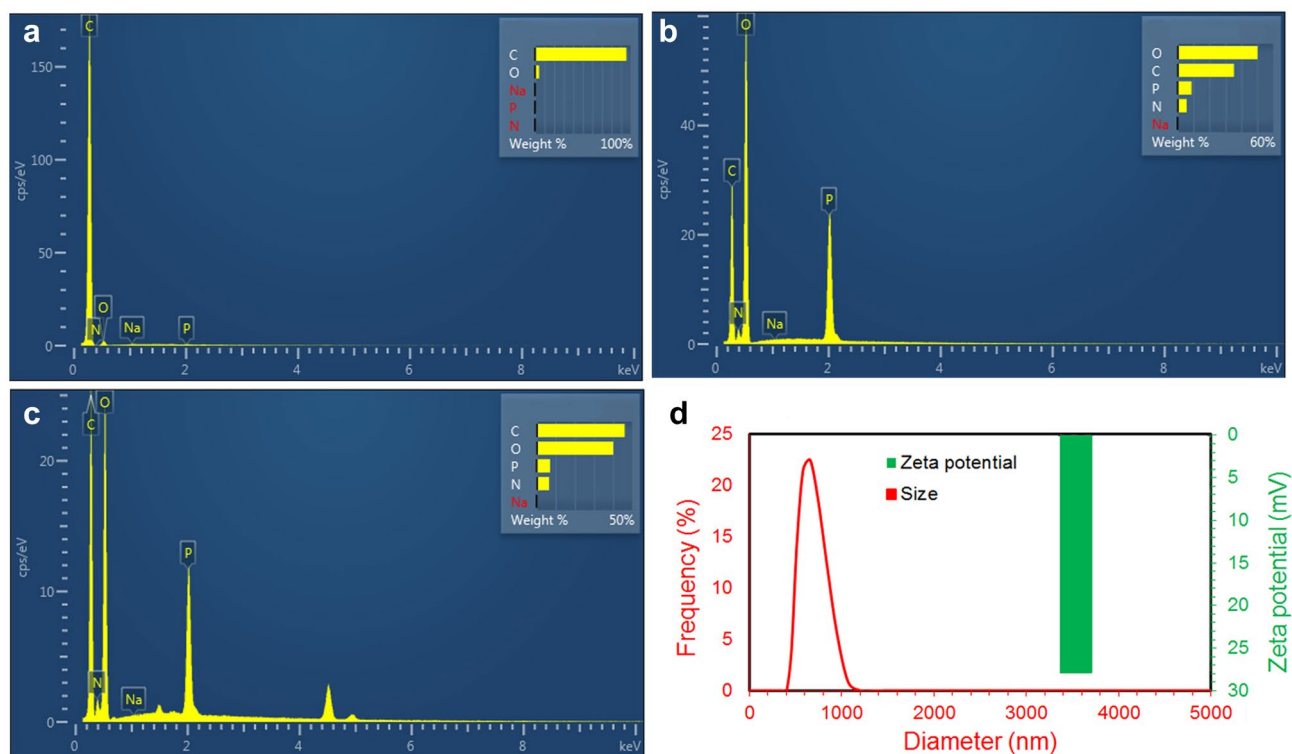 a
C
150
100
50
0
cps/eV
N
O
Na
P
0
2
4
6
8
keV
C
O
Na
P
N
Weight %
100%
b
O
40
20
0
cps/eV
C
N
Na
P
0
2
4
6
8
keV
O
C
P
N
Na
Weight %
60%
c
C
O
20
10
0
cps/eV
N
Na
P
0
2
4
6
8
keV
C
O
P
N
Na
Weight %
50%
d
25
20
15
10
5
0
Frequency (%)
Zeta potential
Size
0
5
10
15
20
25
30
Zeta potential (mV)
0 1000 2000 3000 4000 5000
Diameter (nm)